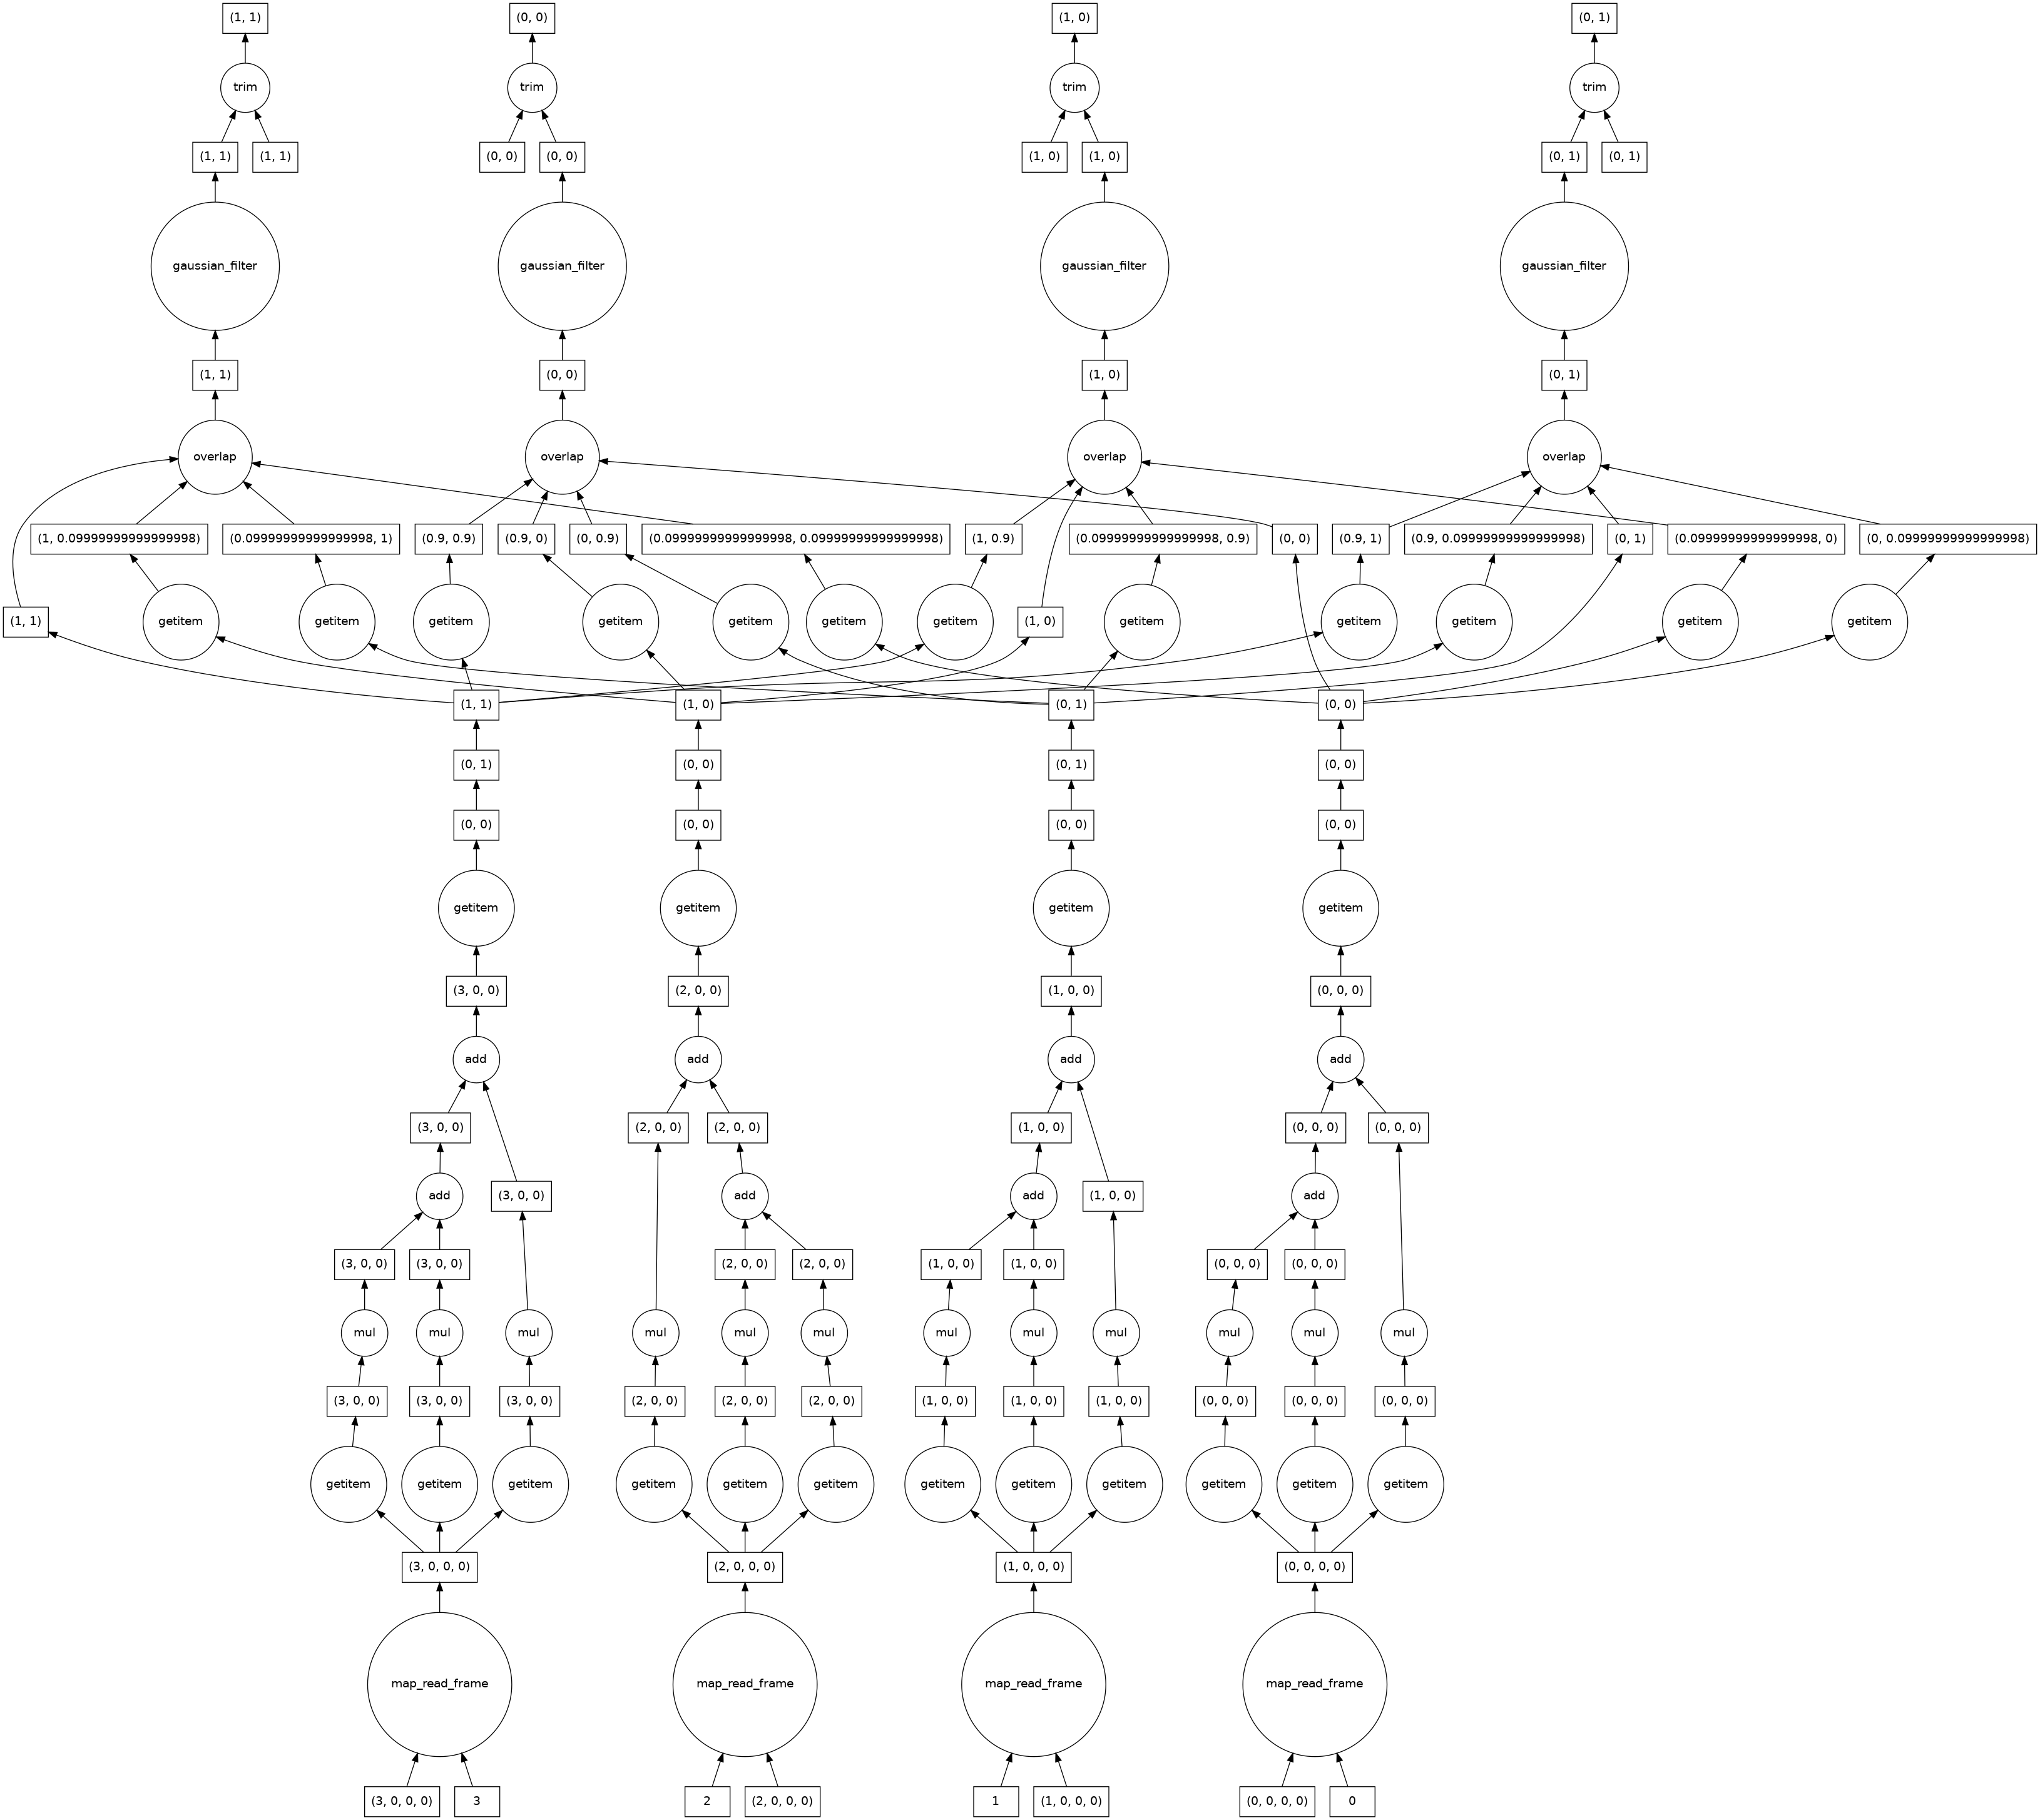 (1, 1) (0, 0) (1, 0) (0, 1)
trim trim trim trim
(1, 1) (1, 1) (0, 0) (0, 0) (1, 0) (1, 0) (0, 1) (0, 1)
gaussian_filter gaussian_filter gaussian_filter gaussian_filter
(1, 1) (0, 0) (1, 0) (0, 1)
overlap overlap overlap overlap
(1, 0.09999999999999998) (0.09999999999999998, 1) (0.9, 0.9) (0.9, 0) (0, 0.9) (0.09999999999999998, 0.09999999999999998) (1, 0.9) (0.09999999999999998, 0.9) (0, 0) (0.9, 1) (0.9, 0.09999999999999998) (0, 1) (0.09999999999999998, 0) (0, 0.09999999999999998)
(1, 1) getitem getitem getitem getitem getitem getitem getitem (1, 0) getitem getitem getitem getitem getitem
(1, 1) (1, 0) (0, 1) (0, 0)
(0, 1) (0, 0) (0, 1) (0, 0)
(0, 0) (0, 0) (0, 0) (0, 0)
getitem getitem getitem getitem
(3, 0, 0) (2, 0, 0) (1, 0, 0) (0, 0, 0)
add add add add
(3, 0, 0) (2, 0, 0) (2, 0, 0) (1, 0, 0) (0, 0, 0) (0, 0, 0)
add (3, 0, 0) add add (1, 0, 0) add
(3, 0, 0) (3, 0, 0) (2, 0, 0) (2, 0, 0) (1, 0, 0) (1, 0, 0) (0, 0, 0) (0, 0, 0)
mul mul mul mul mul mul mul mul mul mul mul mul
(3, 0, 0) (3, 0, 0) (3, 0, 0) (2, 0, 0) (2, 0, 0) (2, 0, 0) (1, 0, 0) (1, 0, 0) (1, 0, 0) (0, 0, 0) (0, 0, 0) (0, 0, 0)
getitem getitem getitem getitem getitem getitem getitem getitem getitem getitem getitem getitem
(3, 0, 0, 0) (2, 0, 0, 0) (1, 0, 0, 0) (0, 0, 0, 0)
map_read_frame map_read_frame map_read_frame map_read_frame
(3, 0, 0, 0) 3 2 (2, 0, 0, 0) 1 (1, 0, 0, 0) (0, 0, 0, 0) 0